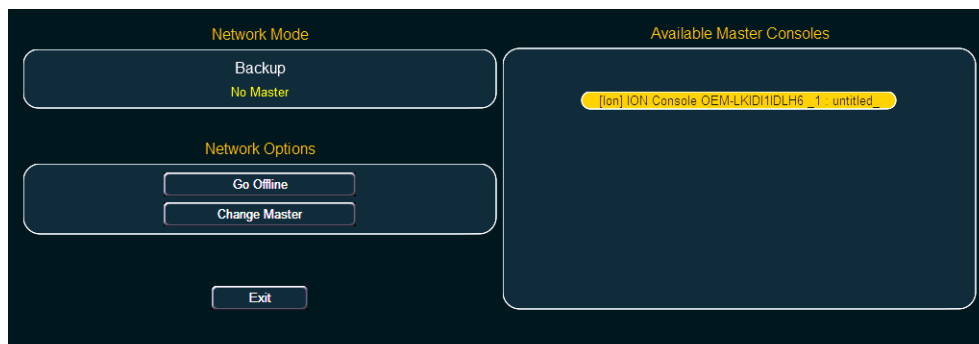 Network Mode
Backup
No Master
Network Options
Go Offline
Change Master
Exit
Available Master Consoles
[Ion] ION Console OEM-LKIDI1IDLH6 _1 : untitled_